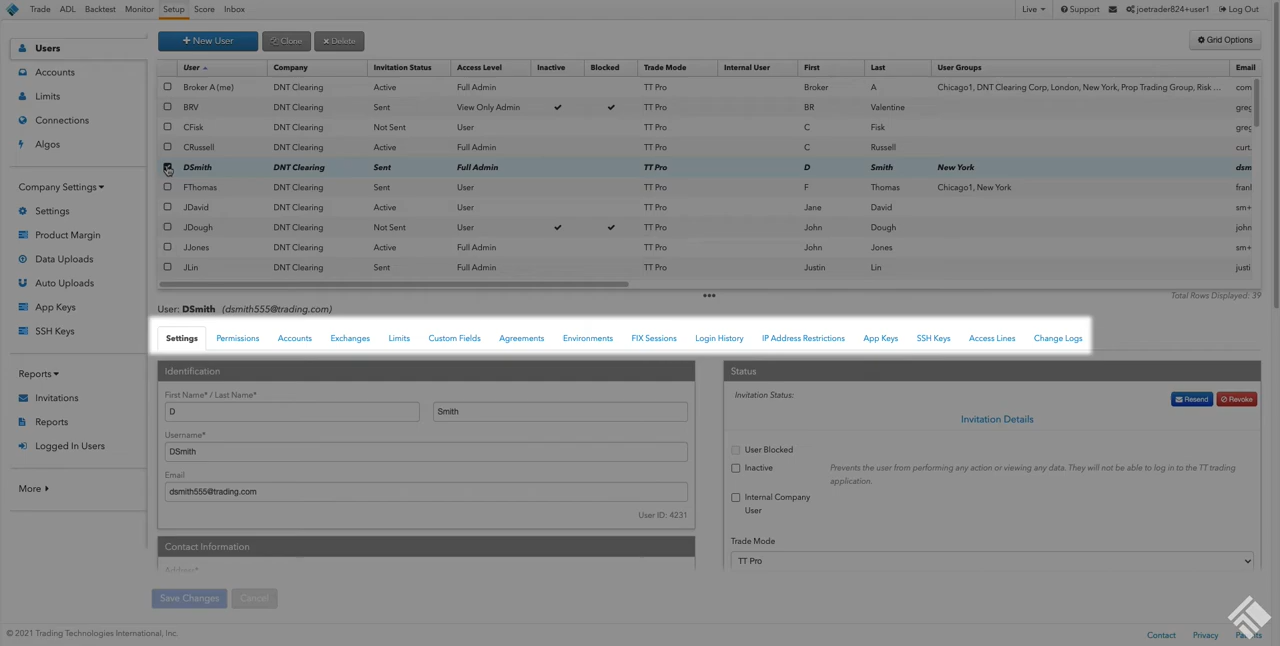 Trade ADL Backtest Monitor Setup Score Inbox Live Support joetrader824+user1 Log Out
Users
Accounts
Limits
Connections
Algos
Company Settings
Settings
Product Margin
Data Uploads
Auto Uploads
App Keys
SSH Keys
Reports
Invitations
Reports
Logged In Users
More
+ New User Clone Delete Grid Options
User Company Invitation Status Access Level Inactive Blocked Trade Mode Internal User First Last User Groups Email
Broker A (me) DNT Clearing Active Full Admin TT Pro Broker A Chicago1, DNT Clearing Corp, London, New York, Prop Trading Group, Risk ... com
BRV DNT Clearing Sent View Only Admin TT Pro BR Valentine greg
CFisk DNT Clearing Not Sent User TT Pro C Fisk greg
CRussell DNT Clearing Active Full Admin TT Pro C Russell curt.
DSmith DNT Clearing Sent Full Admin TT Pro D Smith New York dsm
FThomas DNT Clearing Sent User TT Pro F Thomas Chicago1, New York franl
JDavid DNT Clearing Active User TT Pro Jane David sm+
JDough DNT Clearing Not Sent User TT Pro John Dough john
JJones DNT Clearing Active Full Admin TT Pro John Jones sm+
JLin DNT Clearing Sent Full Admin TT Pro Justin Lin justi
Total Rows Displayed: 39
User: DSmith (dsmith555@trading.com)
Settings Permissions Accounts Exchanges Limits Custom Fields Agreements Environments FIX Sessions Login History IP Address Restrictions App Keys SSH Keys Access Lines Change Logs
Identification
First Name* / Last Name*
D Smith
Username*
DSmith
Email
dsmith555@trading.com
User ID: 4231
Contact Information
Address*
Status
Invitation Status: Resend Revoke
Invitation Details
User Blocked
Inactive Prevents the user from performing any action or viewing any data. They will not be able to log in to the TT trading
application.
Internal Company
User
Trade Mode
TT Pro
Save Changes Cancel
© 2021 Trading Technologies International, Inc. Contact Privacy Patents